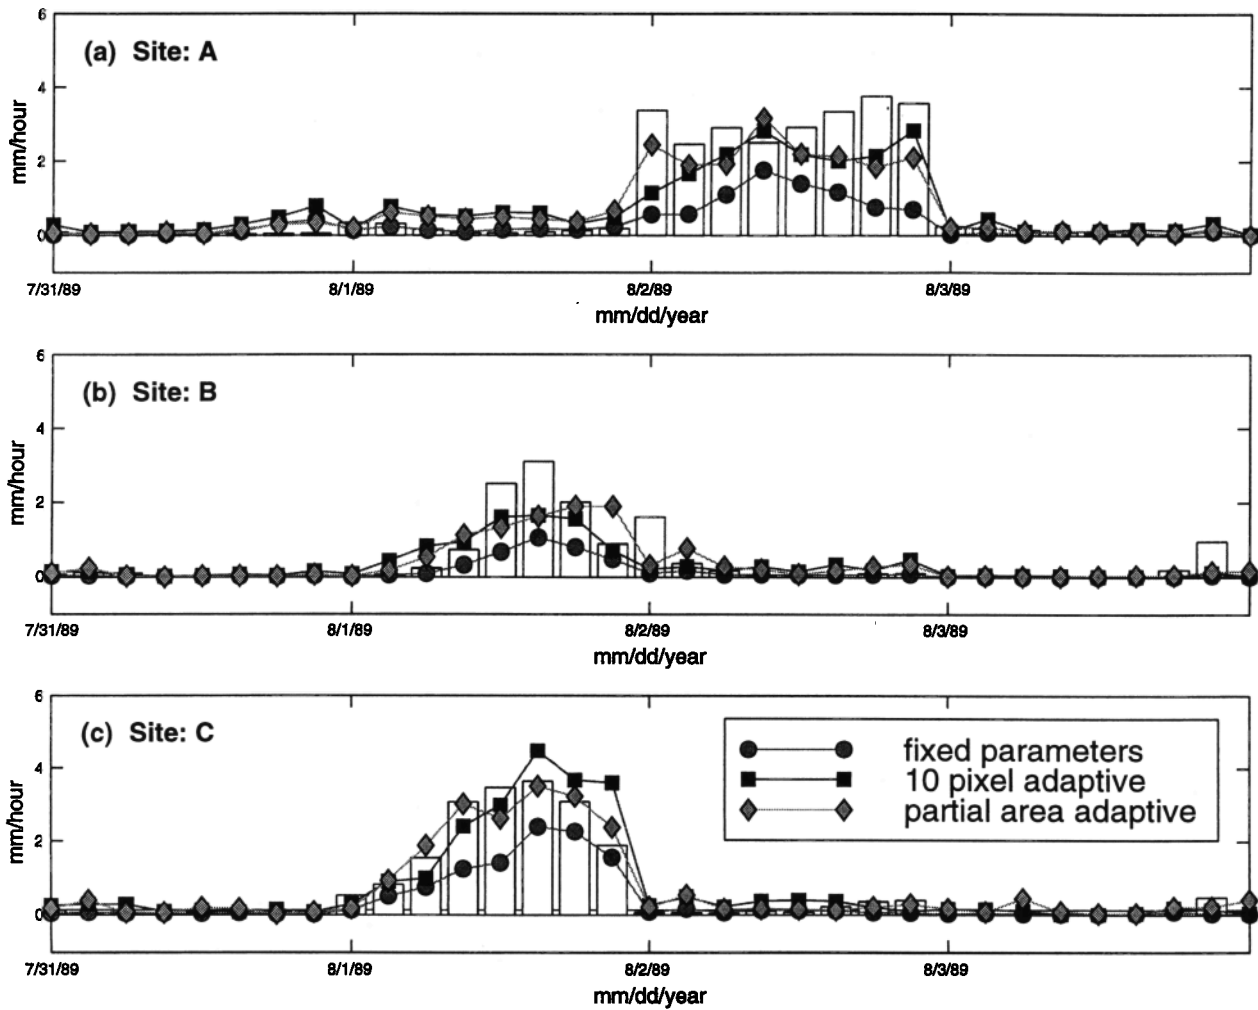 (a) Site: A
6
4
2
0
mm/hour
7/31/89 8/1/89 8/2/89 8/3/89
mm/dd/year
(b) Site: B
6
4
2
0
mm/hour
7/31/89 8/1/89 8/2/89 8/3/89
mm/dd/year
(c) Site: C
6
4
2
0
mm/hour
fixed parameters
10 pixel adaptive
partial area adaptive
7/31/89 8/1/89 8/2/89 8/3/89
mm/dd/year